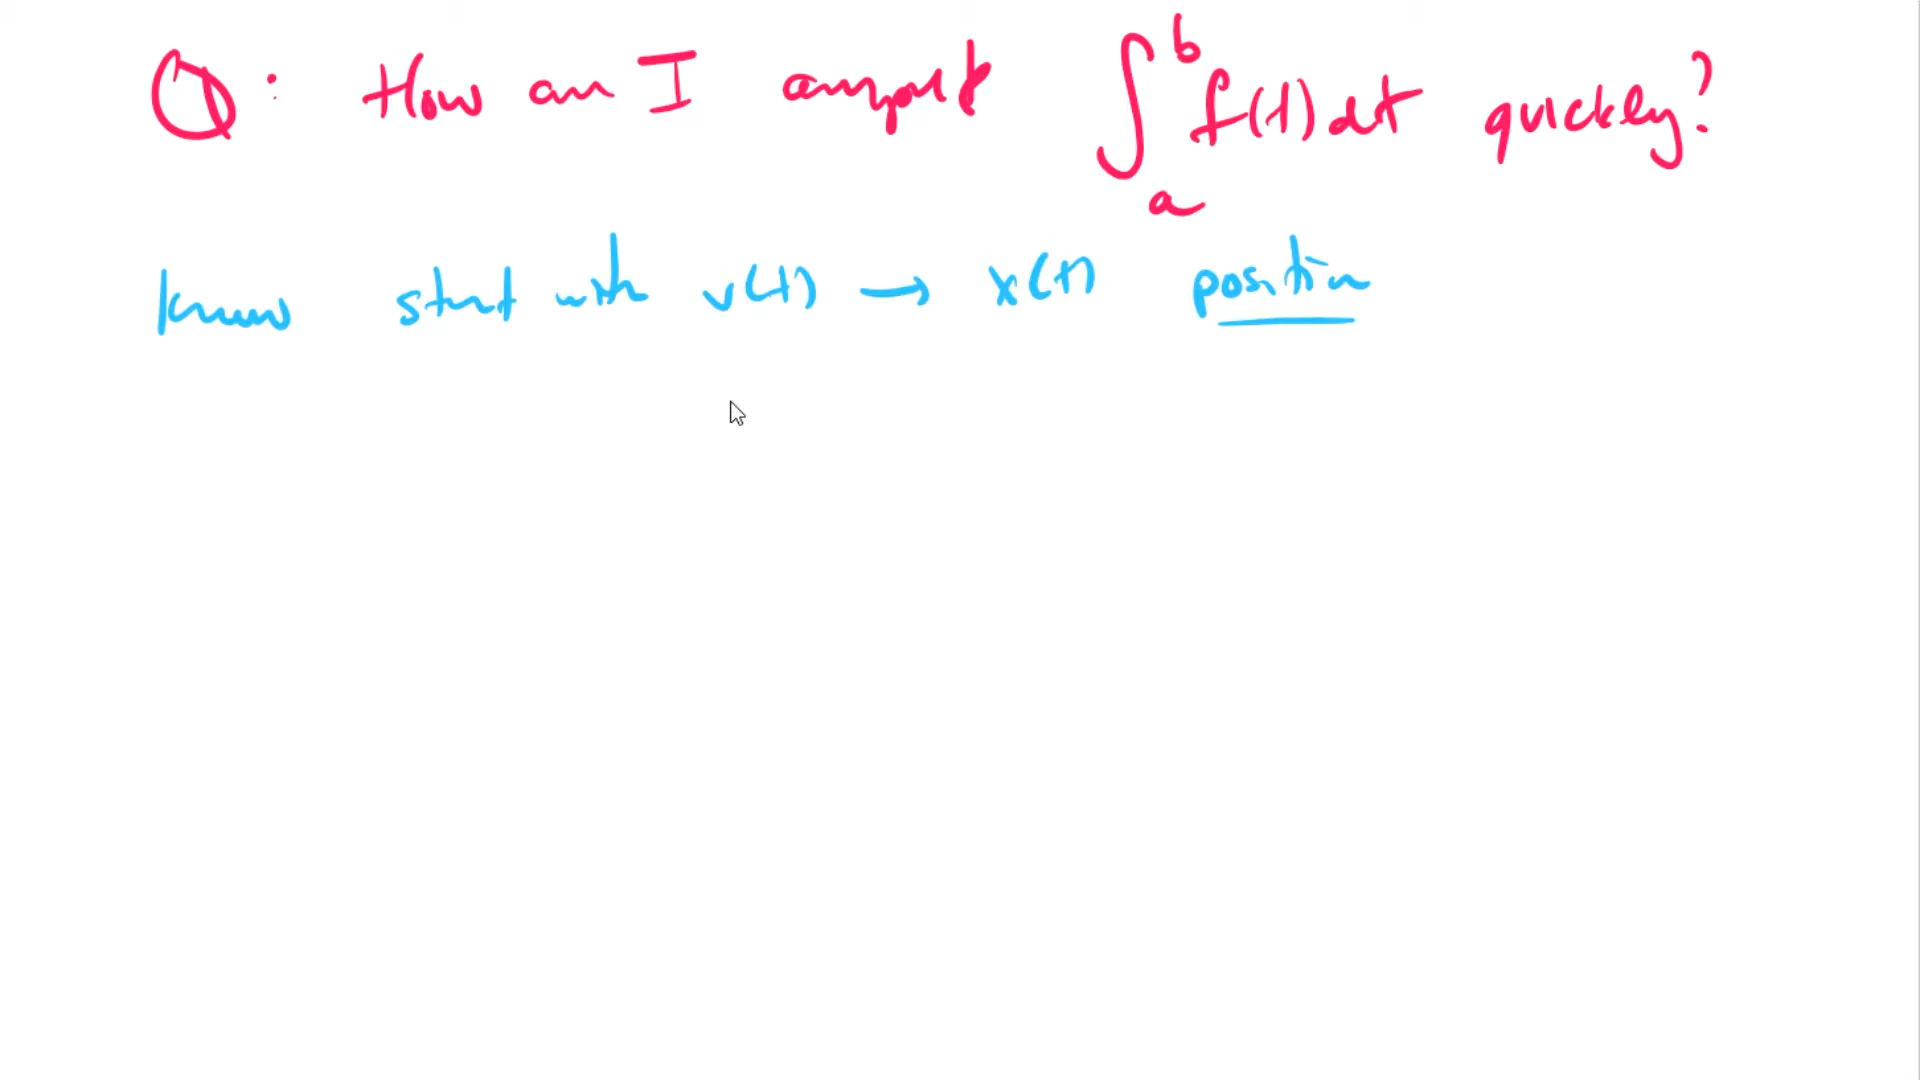 Q: How can I compute ∫_a^b f(t)dt quickly?
know start with v(t) → x(t) position